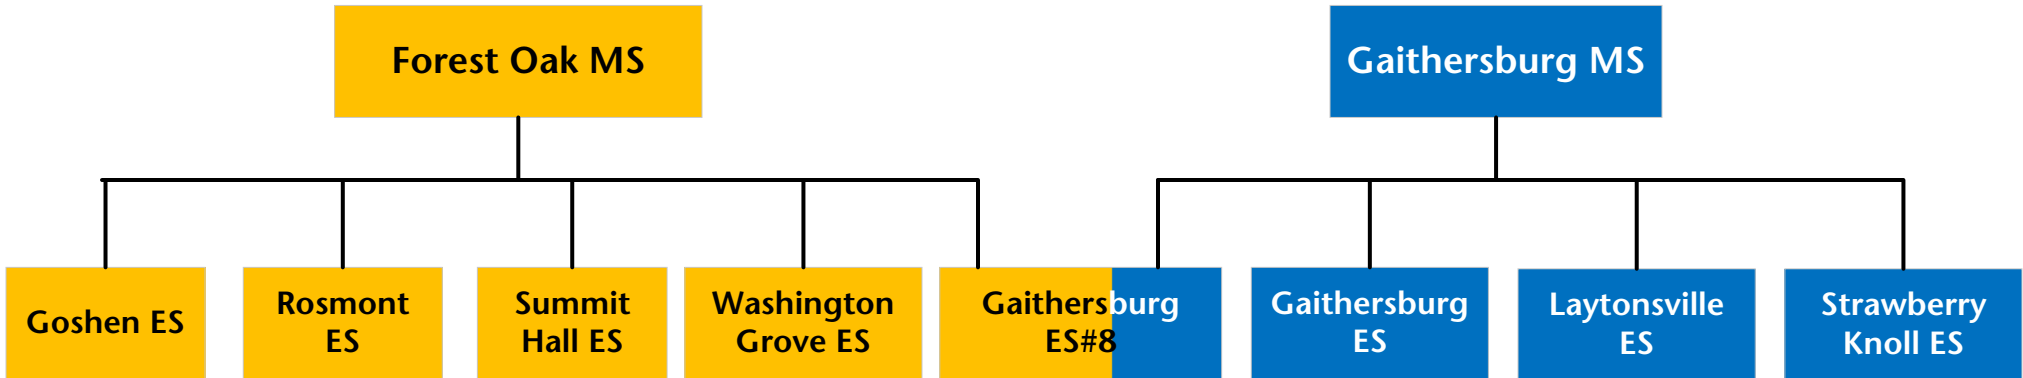 Forest Oak MS
Gaithersburg MS
Goshen ES
Rosmont
ES
Summit
Hall ES
Washington
Grove ES
Gaithersburg
ES#8
Gaithersburg
ES
Laytonsville
ES
Strawberry
Knoll ES